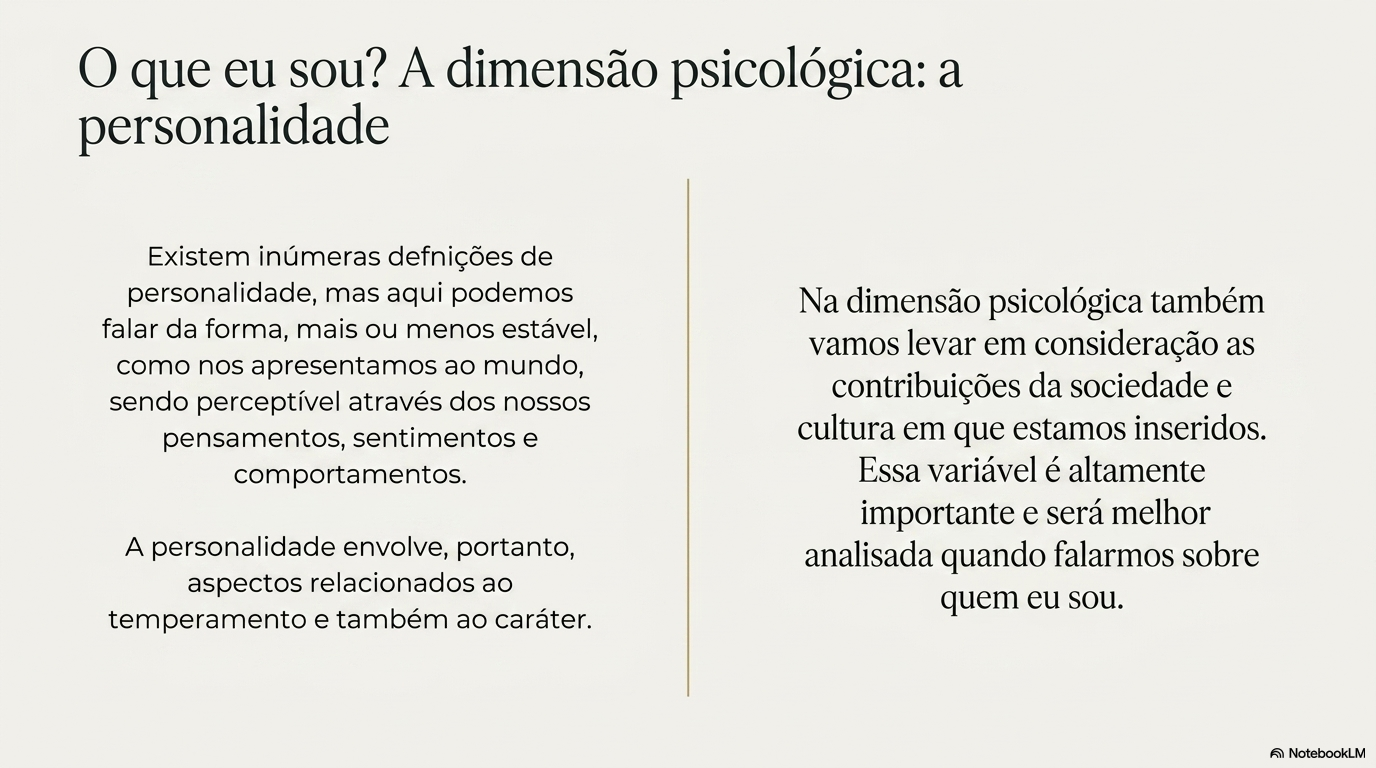 O que eu sou? A dimensão psicológica: a
personalidade
Existem inúmeras defnições de
personalidade, mas aqui podemos
falar da forma, mais ou menos estável,
como nos apresentamos ao mundo,
sendo perceptível através dos nossos
pensamentos, sentimentos e
comportamentos.
A personalidade envolve, portanto,
aspectos relacionados ao
temperamento e também ao caráter.
Na dimensão psicológica também
vamos levar em consideração as
contribuições da sociedade e
cultura em que estamos inseridos.
Essa variável é altamente
importante e será melhor
analisada quando falarmos sobre
quem eu sou.
NotebookLM